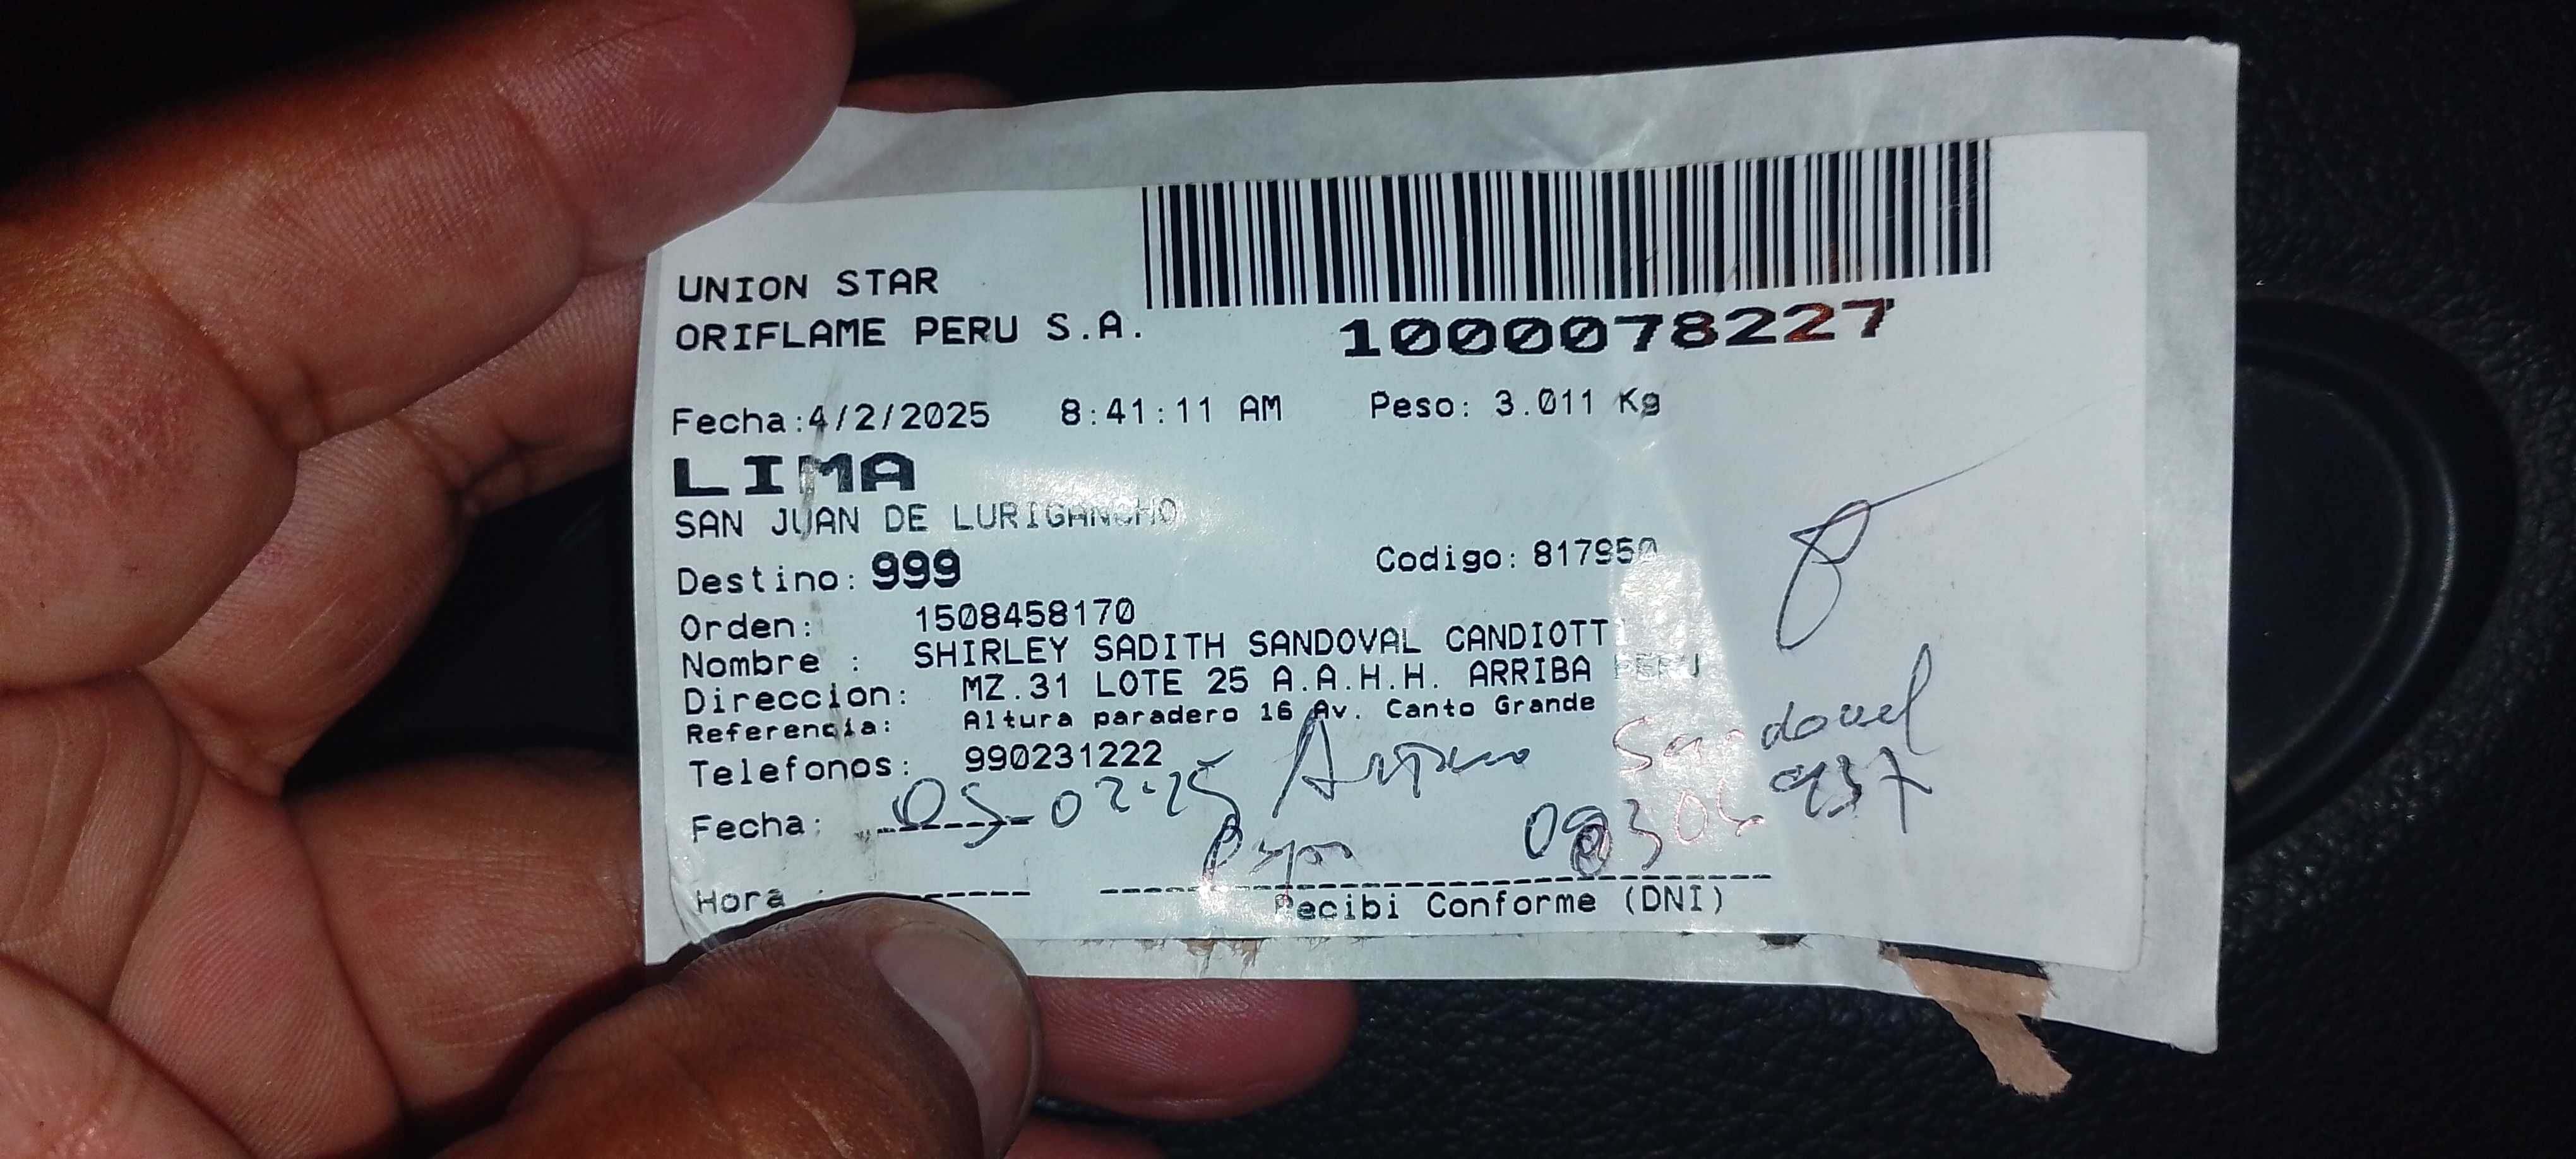 UNION STAR
ORIFLAME PERU S.A.
1000078227
Fecha:4/2/2025 8:41:11 AM Peso: 3.011 Kg
LIMA
SAN JUAN DE LURIGANCHO
Destino: 999 Codigo: 817950
Orden: 1508458170
Nombre : SHIRLEY SADITH SANDOVAL CANDIOTT
Direccion: MZ.31 LOTE 25 A.A.H.H. ARRIBA PERU
Referencia: Altura paradero 16 Av. Canto Grande
Telefonos: 990231222
Arturo Sandoval
Fecha: 05-02-25
Hora :
Recibi Conforme (DNI)